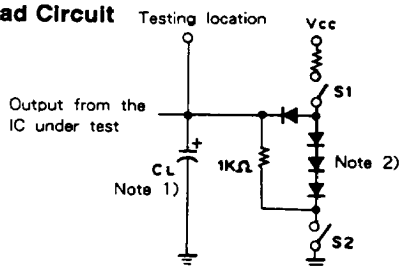 ad Circuit
Testing location
Vcc
S1
Output from the
IC under test
+
CL
Note 1)
1KΩ
Note 2)
S2